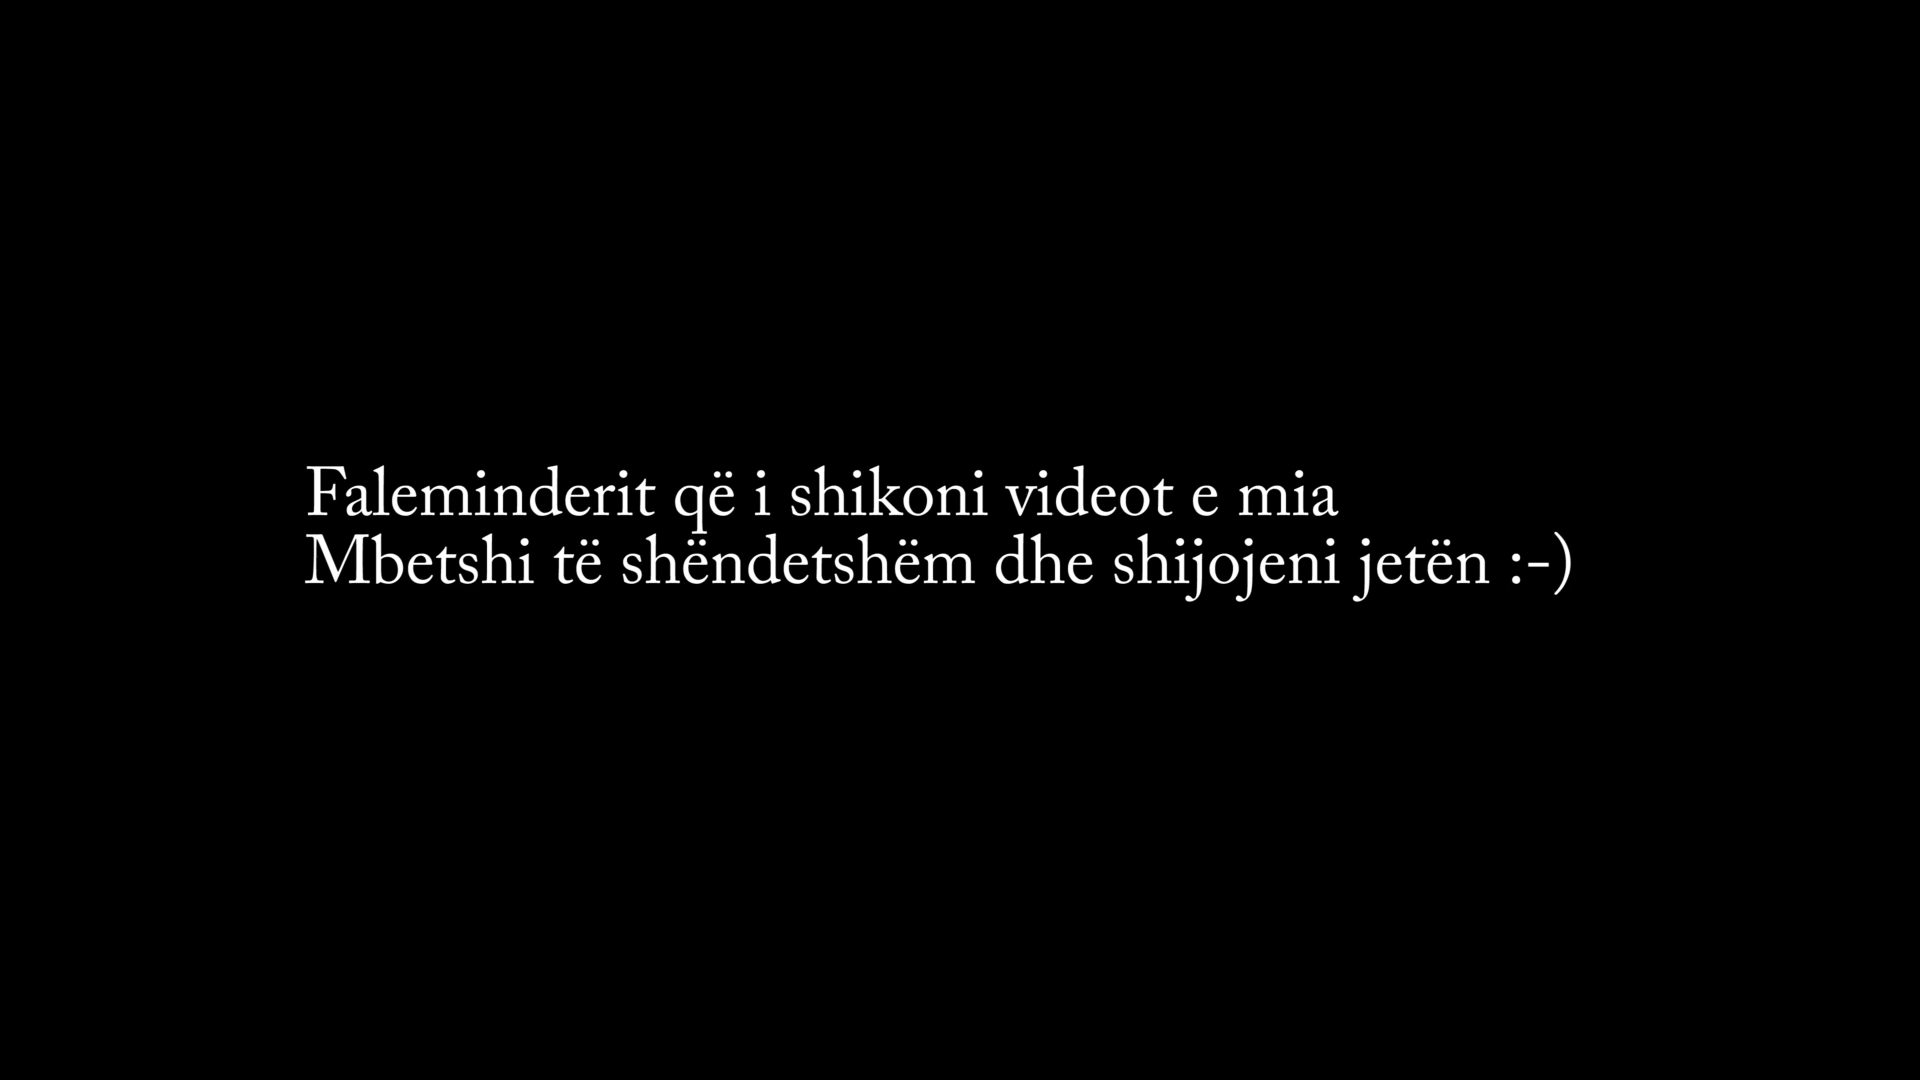 Faleminderit që i shikoni videot e mia
Mbetshi të shëndetshëm dhe shijojeni jetën :-)